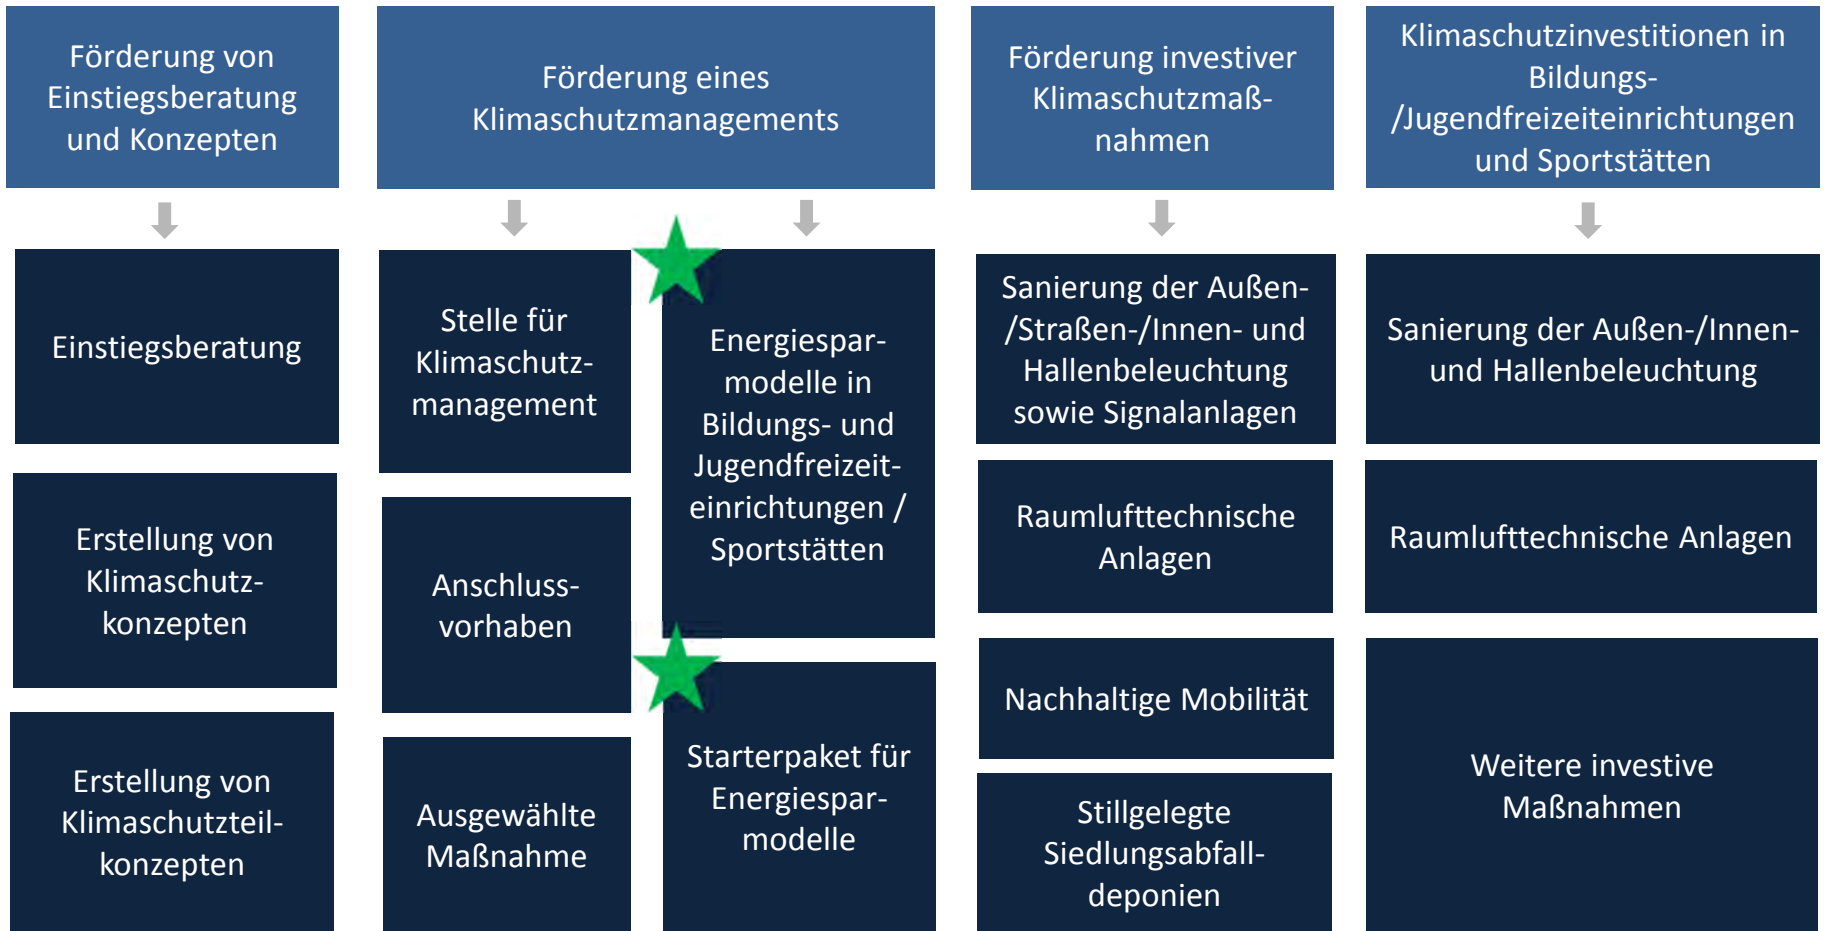 Förderung von
Einstiegsberatung
und Konzepten
Einstiegsberatung
Erstellung von
Klimaschutz-
konzepten
Erstellung von
Klimaschutzteil-
konzepten
Förderung eines
Klimaschutzmanagements
Stelle für
Klimaschutz-
management
Anschluss-
vorhaben
Ausgewählte
Maßnahme
Energiespar-
modelle in
Bildungs- und
Jugendfreizeit-
einrichtungen /
Sportstätten
Starterpaket für
Energiespar-
modelle
Förderung investiver
Klimaschutzmaß-
nahmen
Sanierung der Außen-
/Straßen-/Innen- und
Hallenbeleuchtung
sowie Signalanlagen
Raumlufttechnische
Anlagen
Nachhaltige Mobilität
Stillgelegte
Siedlungsabfall-
deponien
Klimaschutzinvestitionen in
Bildungs-
/Jugendfreizeiteinrichtungen
und Sportstätten
Sanierung der Außen-/Innen-
und Hallenbeleuchtung
Raumlufttechnische Anlagen
Weitere investive
Maßnahmen